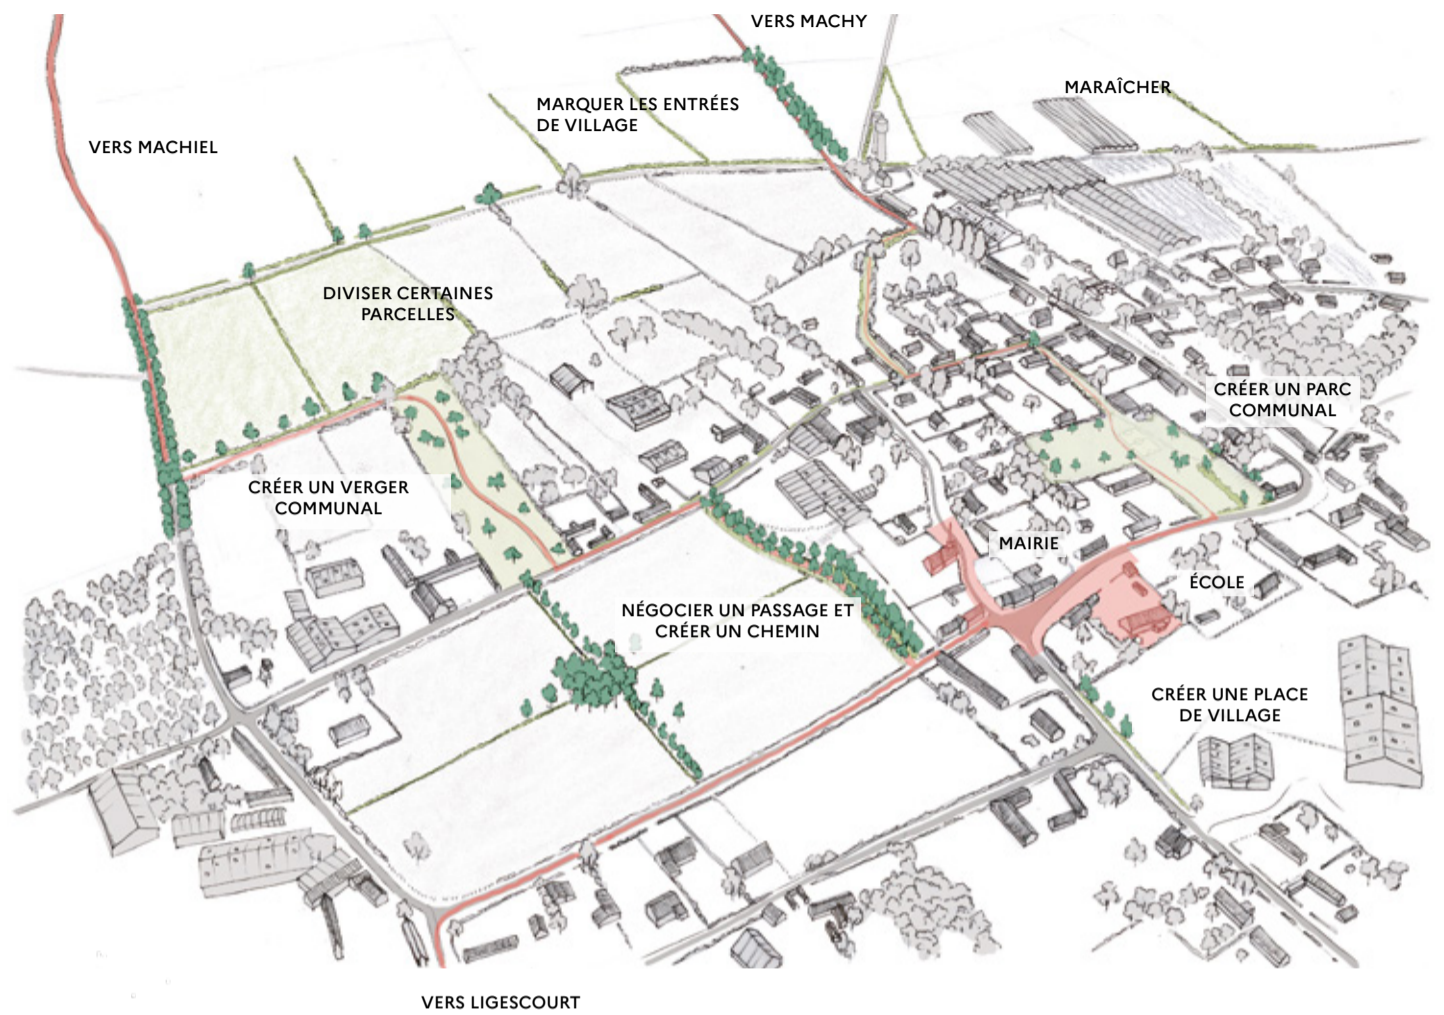 VERS MACHY
MARAÎCHER
MARQUER LES ENTRÉES
DE VILLAGE
VERS MACHIEL
DIVISER CERTAINES
PARCELLES
CRÉER UN PARC
COMMUNAL
CRÉER UN VERGER
COMMUNAL
MAIRIE
ÉCOLE
NÉGOCIER UN PASSAGE ET
CRÉER UN CHEMIN
CRÉER UNE PLACE
DE VILLAGE
VERS LIGESCOURT